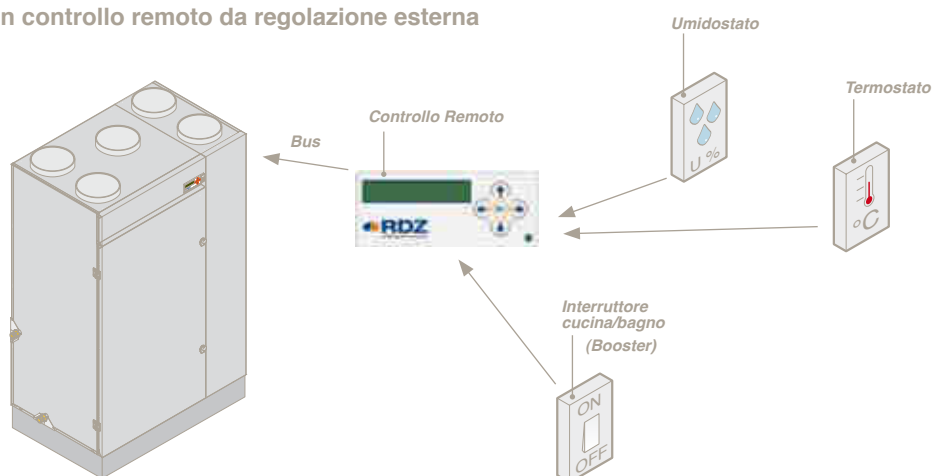 n controllo remoto da regolazione esterna
Umidostato
Termostato
Controllo Remoto
Bus
U %
RDZ
°C
Interruttore
cucina/bagno
(Booster)
ON
OFF